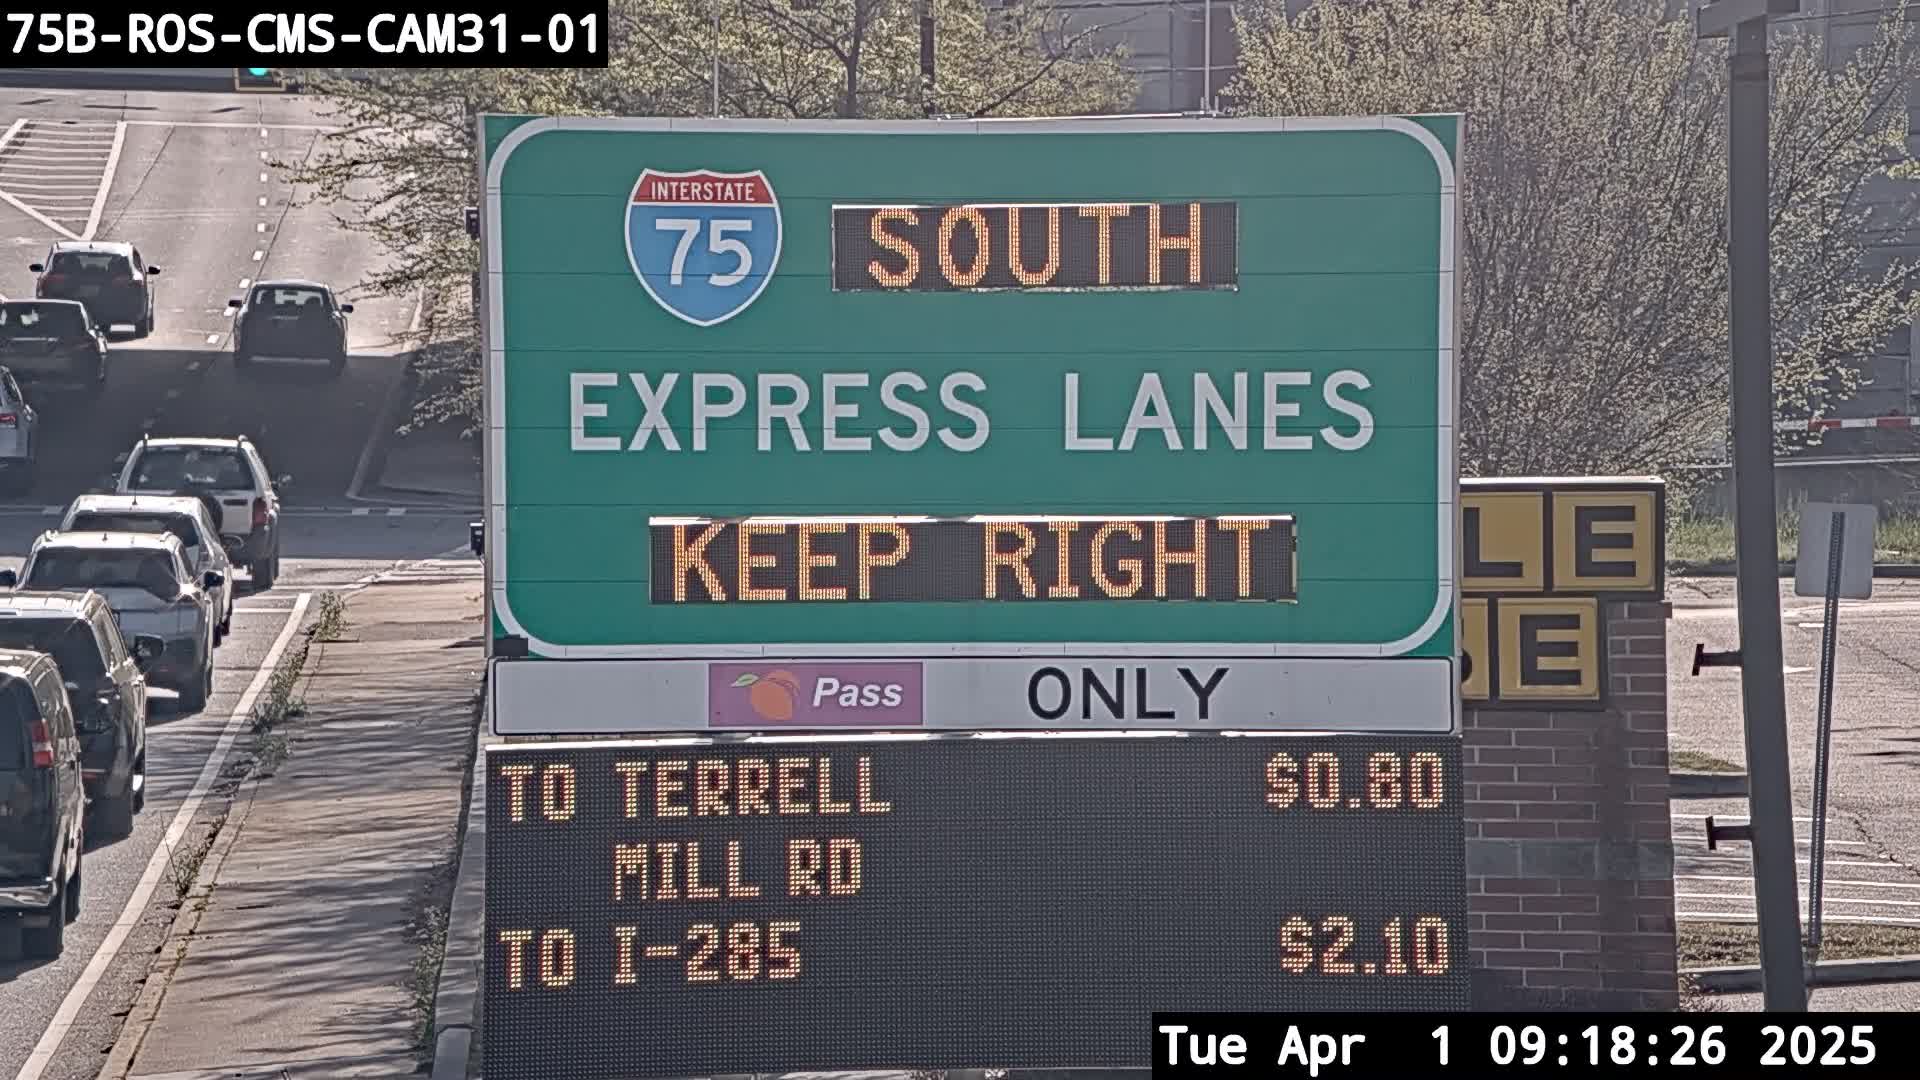 75B-ROS-CMS-CAM31-01
INTERSTATE
75
SOUTH
EXPRESS LANES
KEEP RIGHT
Pass ONLY
TO TERRELL $0.80
MILL RD
TO I-285 $2.10
LE
E
Tue Apr 1 09:18:26 2025